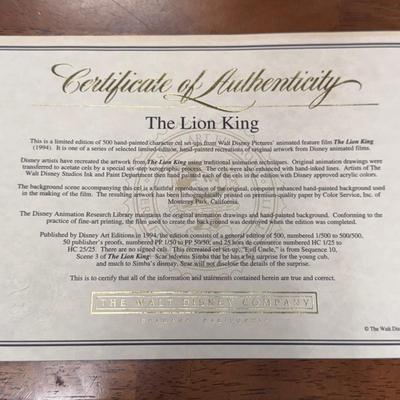 Certificate of Authenticity
The Lion King
This is a limited edition of 500 hand-painted character cel set-ups from Walt Disney Pictures' animated feature film The Lion King
(1994). It is one of a series of selected limited-edition, hand-painted recreations of original artwork from Disney animated films.
Disney artists have recreated the artwork from The Lion King using traditional animation techniques. Original animation drawings were
transferred to acetate cels by a special six-step xerographic process. The cels were also enhanced with hand-inked lines. Artists of The
Walt Disney Studios Ink and Paint Department then hand painted each of the cels in the edition with Disney approved acrylic colors.
The background scene accompanying this cel is a faithful reproduction of the original, computer enhanced hand-painted background used
in the making of the film. The resulting artwork has been lithographically printed on premium-quality paper by Color Service, Inc. of
Monterey Park, California.
The Disney Animation Research Library maintains the original animation drawings and hand-painted background. Conforming to the
practice of fine-art printing, the film used to create the background was destroyed when the edition was completed.
Published by Disney Art Editions in 1994, the edition consists of a general edition of 500, numbered 1/500 to 500/500,
50 publisher's proofs, numbered PP 1/50 to PP 50/50; and 25 hors de commerce numbered HC 1/25 to
HC 25/25. There are no signed cels. This recreated cel set-up, "Evil Uncle," is from Sequence 10,
Scene 3 of The Lion King. Scar informs Simba that he has a big surprise for the young cub,
and much to Simba's dismay, Scar will not disclose the details of the surprise.
This is to certify that all of the information and statements contained herein are true and correct.
THE WALT DISNEY COMPANY
© The Walt Di